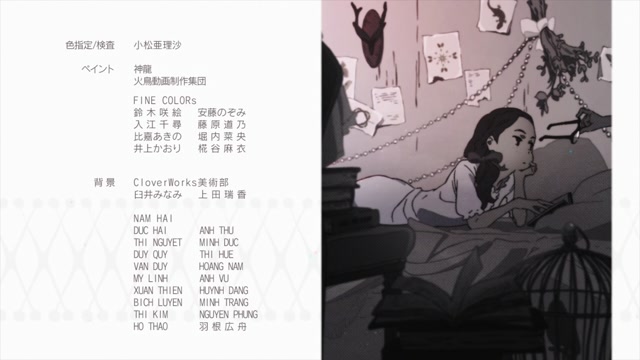 色指定/検査 小松亜理沙
ペイント 神龍
火鳥動画制作集団
FINE COLORs
鈴木咲絵 安藤のぞみ
入江千尋 藤原道乃
比嘉あきの 堀内菜央
井上かおり 椛谷麻衣
背景 CloverWorks美術部
臼井みなみ 上田瑞香
NAM HAI
DUC HAI ANH THU
THI NGUYET MINH DUC
DUY QUY THI HUE
VAN DUY HOANG NAM
MY LINH ANH VU
XUAN THIEN HUYNH DANG
BICH LUYEN MINH TRANG
THI KIM NGUYEN PHUNG
HO THAO 羽根広舟